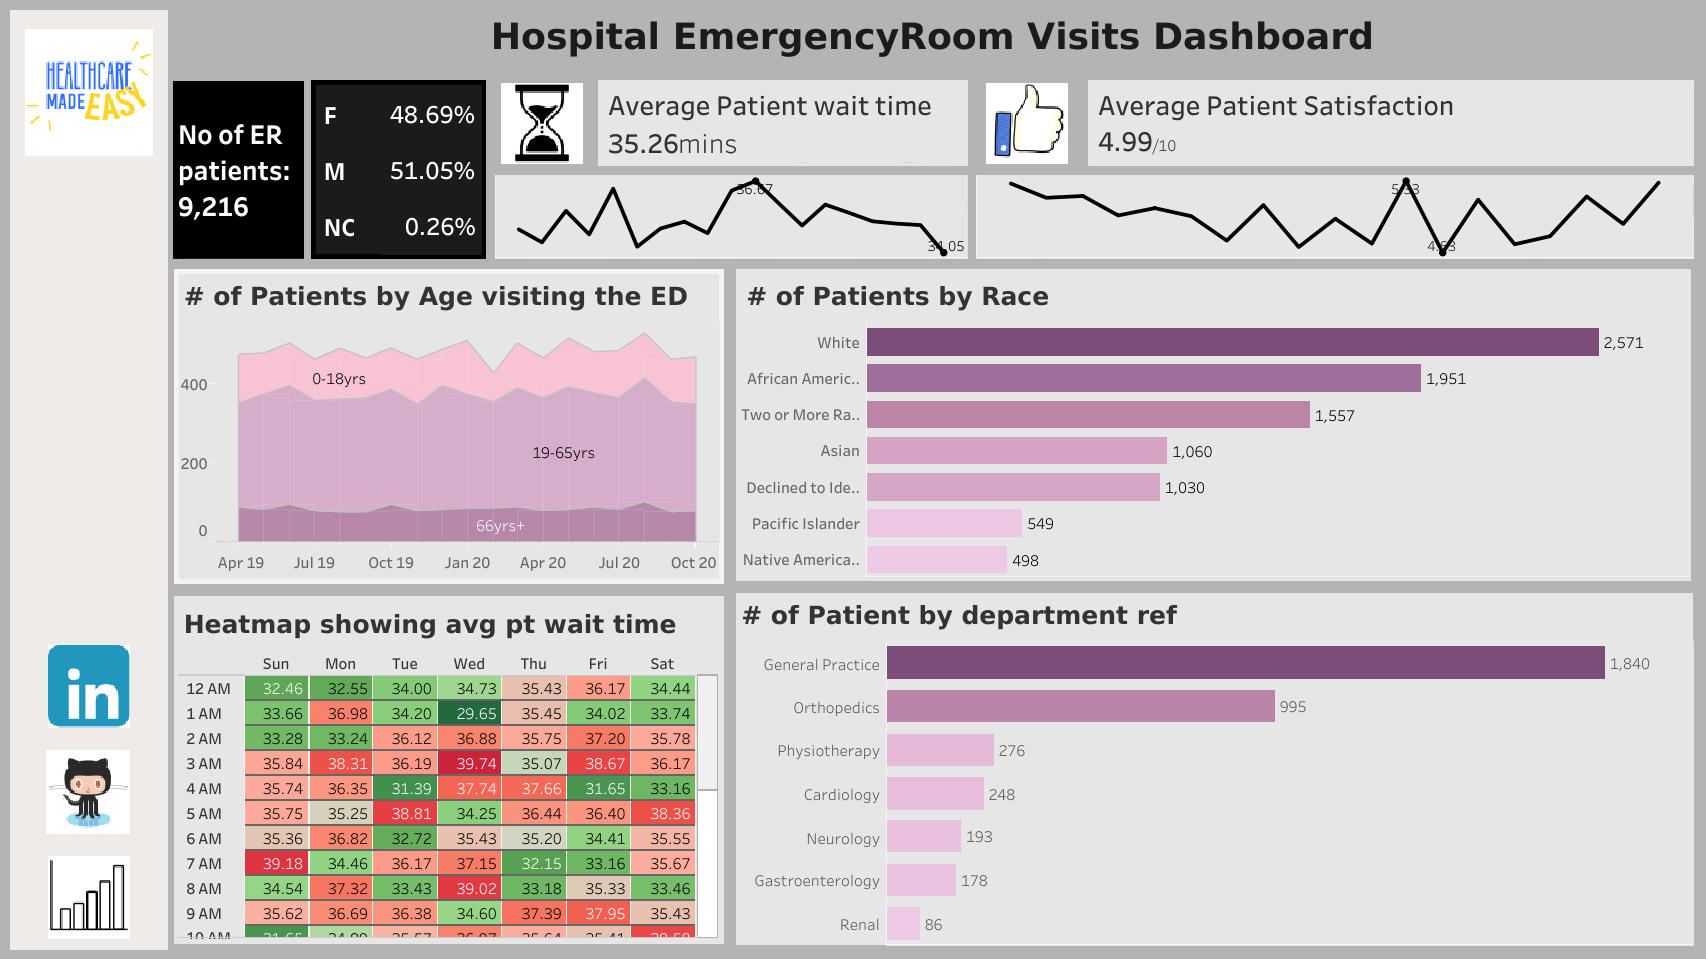 Hospital EmergencyRoom Visits Dashboard
HEALTHCARE
MADE EASY
No of ER
patients:
9,216
F 48.69%
M 51.05%
NC 0.26%
Average Patient wait time
35.26mins
Average Patient Satisfaction
4.99/10
36.67
34.05
5.33
4.63
# of Patients by Age visiting the ED
400
200
0
0-18yrs
19-65yrs
66yrs+
Apr 19 Jul 19 Oct 19 Jan 20 Apr 20 Jul 20 Oct 20
# of Patients by Race
White 2,571
African Americ.. 1,951
Two or More Ra.. 1,557
Asian 1,060
Declined to Ide.. 1,030
Pacific Islander 549
Native America.. 498
in
Heatmap showing avg pt wait time
Sun Mon Tue Wed Thu Fri Sat
12 AM 32.46 32.55 34.00 34.73 35.43 36.17 34.44
1 AM 33.66 36.98 34.20 29.65 35.45 34.02 33.74
2 AM 33.28 33.24 36.12 36.88 35.75 37.20 35.78
3 AM 35.84 38.31 36.19 39.74 35.07 38.67 36.17
4 AM 35.74 36.35 31.39 37.74 37.66 31.65 33.16
5 AM 35.75 35.25 38.81 34.25 36.44 36.40 38.36
6 AM 35.36 36.82 32.72 35.43 35.20 34.41 35.55
7 AM 39.18 34.46 36.17 37.15 32.15 33.16 35.67
8 AM 34.54 37.32 33.43 39.02 33.18 35.33 33.46
9 AM 35.62 36.69 36.38 34.60 37.39 37.95 35.43
10 AM
# of Patient by department ref
General Practice 1,840
Orthopedics 995
Physiotherapy 276
Cardiology 248
Neurology 193
Gastroenterology 178
Renal 86